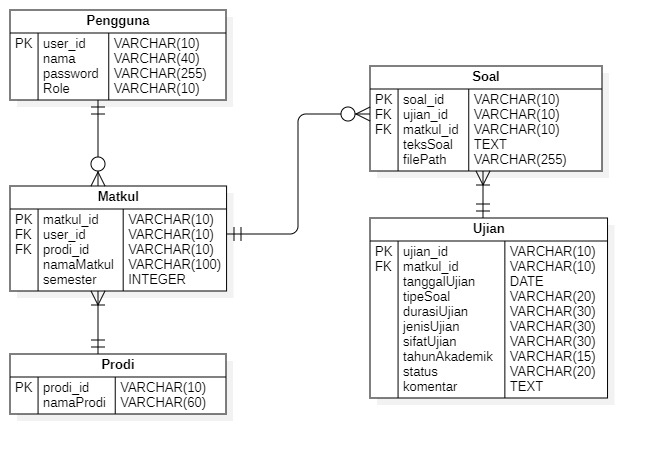 Pengguna
PK user_id VARCHAR(10)
nama VARCHAR(40)
password VARCHAR(255)
Role VARCHAR(10)
Matkul
PK matkul_id VARCHAR(10)
FK user_id VARCHAR(10)
FK prodi_id VARCHAR(10)
namaMatkul VARCHAR(100)
semester INTEGER
Prodi
PK prodi_id VARCHAR(10)
namaProdi VARCHAR(60)
Soal
PK soal_id VARCHAR(10)
FK ujian_id VARCHAR(10)
FK matkul_id VARCHAR(10)
teksSoal TEXT
filePath VARCHAR(255)
Ujian
PK ujian_id VARCHAR(10)
FK matkul_id VARCHAR(10)
tanggalUjian DATE
tipeSoal VARCHAR(20)
durasiUjian VARCHAR(30)
jenisUjian VARCHAR(30)
sifatUjian VARCHAR(30)
tahunAkademik VARCHAR(15)
status VARCHAR(20)
komentar TEXT